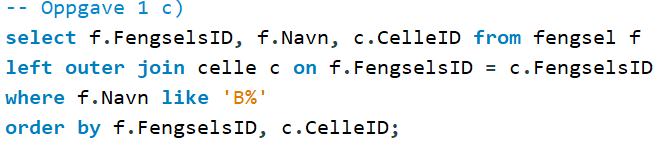 -- Oppgave 1 c)
select f.FengselsID, f.Navn, c.CelleID from fengsel f
left outer join celle c on f.FengselsID = c.FengselsID
where f.Navn like 'B%'
order by f.FengselsID, c.CelleID;